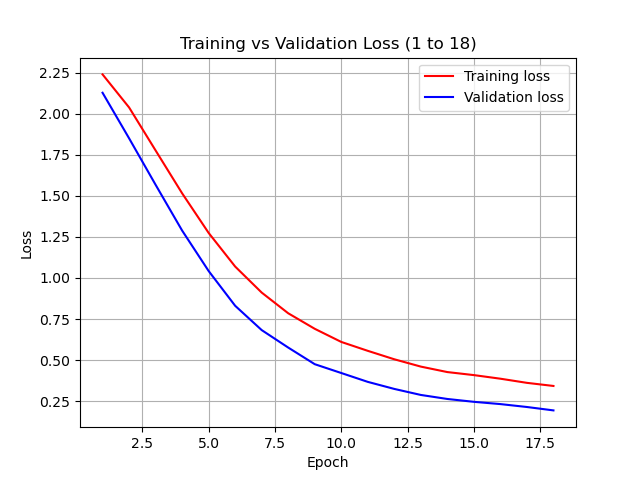 Training vs Validation Loss (1 to 18)
Training loss
Validation loss
2.25
2.00
1.75
1.50
1.25
1.00
0.75
0.50
0.25
Loss
2.5 5.0 7.5 10.0 12.5 15.0 17.5
Epoch